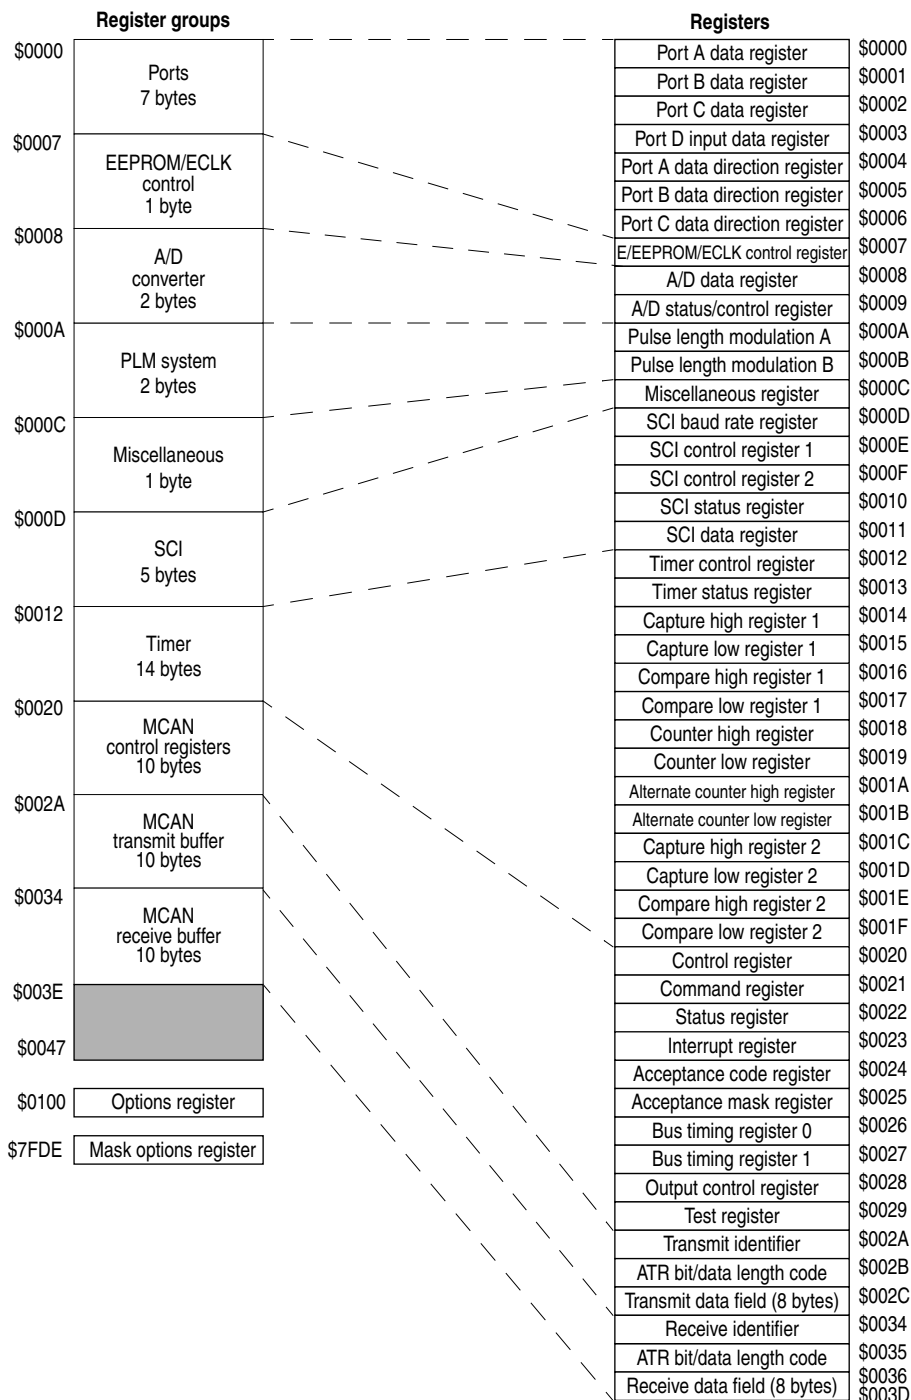 Register groups
$0000
Ports
7 bytes
$0007
EEPROM/ECLK
control
1 byte
$0008
A/D
converter
2 bytes
$000A
PLM system
2 bytes
$000C
Miscellaneous
1 byte
$000D
SCI
5 bytes
$0012
Timer
14 bytes
$0020
MCAN
control registers
10 bytes
$002A
MCAN
transmit buffer
10 bytes
$0034
MCAN
receive buffer
10 bytes
$003E
$0047
$0100 Options register
$7FDE Mask options register
Registers
Port A data register $0000
Port B data register $0001
Port C data register $0002
Port D input data register $0003
Port A data direction register $0004
Port B data direction register $0005
Port C data direction register $0006
E/EEPROM/ECLK control register $0007
A/D data register $0008
A/D status/control register $0009
Pulse length modulation A $000A
Pulse length modulation B $000B
Miscellaneous register $000C
SCI baud rate register $000D
SCI control register 1 $000E
SCI control register 2 $000F
SCI status register $0010
SCI data register $0011
Timer control register $0012
Timer status register $0013
Capture high register 1 $0014
Capture low register 1 $0015
Compare high register 1 $0016
Compare low register 1 $0017
Counter high register $0018
Counter low register $0019
Alternate counter high register $001A
Alternate counter low register $001B
Capture high register 2 $001C
Capture low register 2 $001D
Compare high register 2 $001E
Compare low register 2 $001F
Control register $0020
Command register $0021
Status register $0022
Interrupt register $0023
Acceptance code register $0024
Acceptance mask register $0025
Bus timing register 0 $0026
Bus timing register 1 $0027
Output control register $0028
Test register $0029
Transmit identifier $002A
ATR bit/data length code $002B
Transmit data field (8 bytes) $002C
Receive identifier $0034
ATR bit/data length code $0035
Receive data field (8 bytes) $0036
$003D